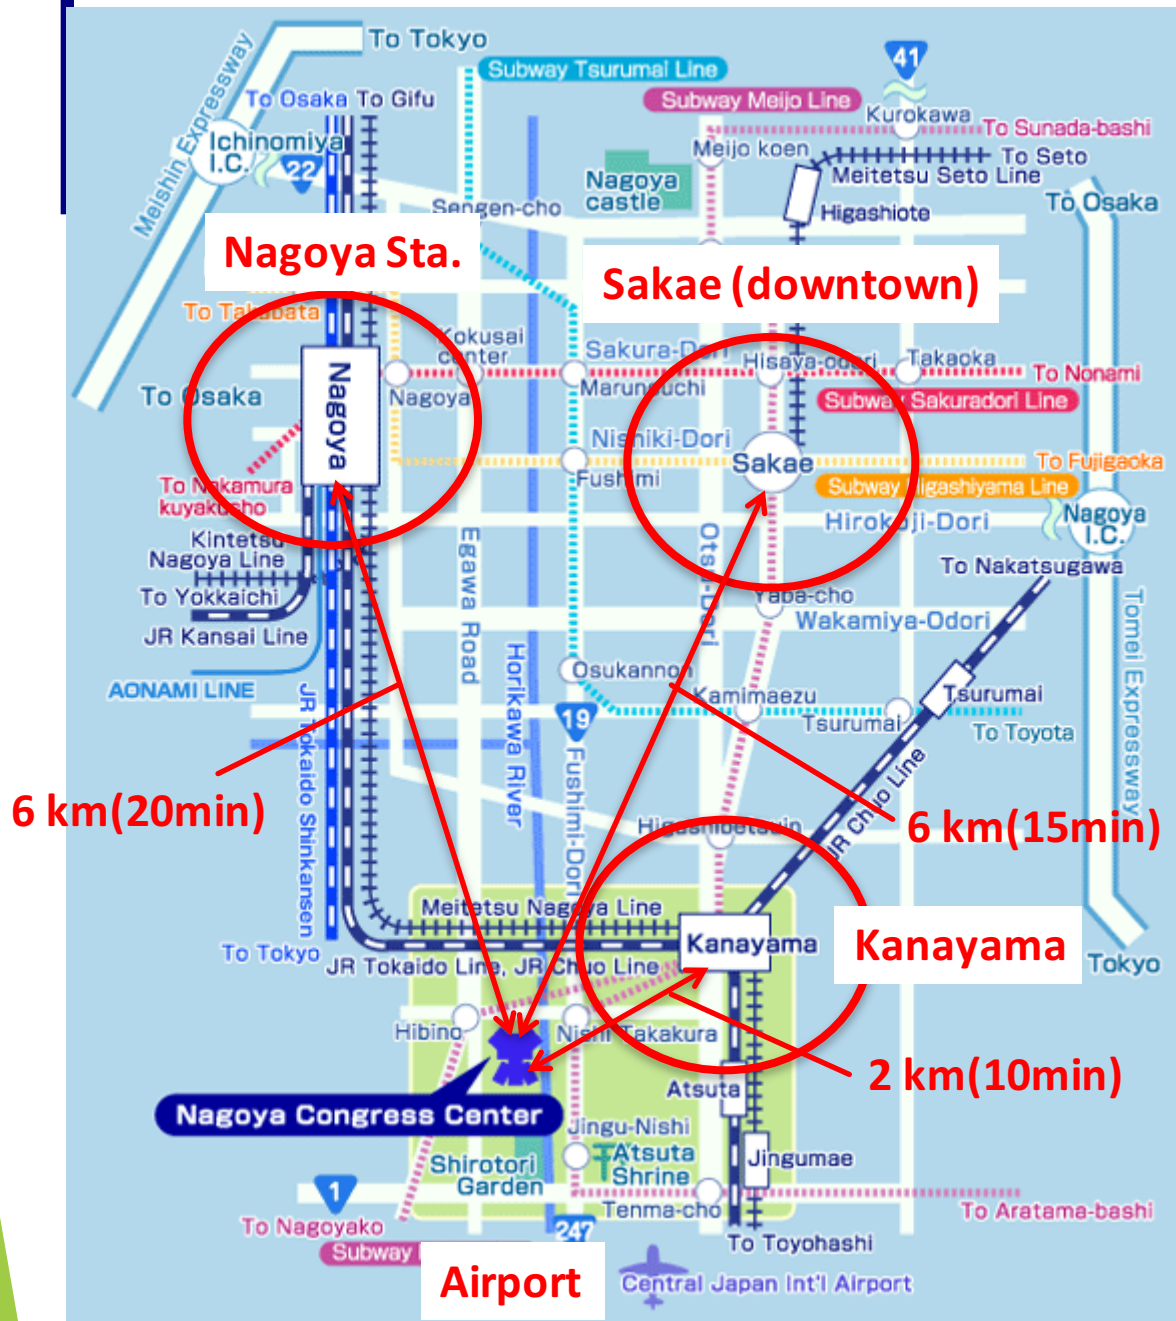 To Tokyo
41
Subway Tsurumai Line
Meishin Expressway
To Osaka To Gifu
Subway Meijo Line
Kurokawa
To Sunada-bashi
Ichinomiya
I.C.
22
Meijo koen
To Seto
Meitetsu Seto Line
Nagoya
castle
Sengen-cho
Higashiote
To Osaka
Nagoya Sta.
Sakae (downtown)
To Takabata
Kokusai
center
Sakura-Dori
Hisaya-odori
Takaoka
To Nonami
To Osaka
Nagoya
Nagoya
Marunouchi
Subway Sakuradori Line
Nishiki-Dori
Sakae
To Fujigaoka
Fushimi
Subway Higashiyama Line
To Nakamura
kuyakusho
Hirokoji-Dori
Nagoya
I.C.
Kintetsu
Nagoya Line
Egawa Road
Otsu-Dori
To Nakatsugawa
To Yokkaichi
Yaba-cho
Wakamiya-Odori
JR Kansai Line
Horikawa River
Tomei Expressway
Osukannon
AONAMI LINE
JR Tokaido Shinkansen
Kamimaezu
Tsurumai
Tsurumai
19
To Toyota
Fushimi-Dori
JR Chuo Line
6 km(20min)
Higashibetsuin
6 km(15min)
Meitetsu Nagoya Line
Kanayama
Kanayama
To Tokyo
JR Tokaido Line, JR Chuo Line
Tokyo
Hibino
Nishi Takakura
2 km(10min)
Atsuta
Nagoya Congress Center
Jingu-Nishi
Atsuta
Shrine
Jingumae
Shirotori
Garden
1
Tenma-cho
To Nagoyako
247
To Aratama-bashi
To Toyohashi
Subway
Airport
Central Japan Int'l Airport